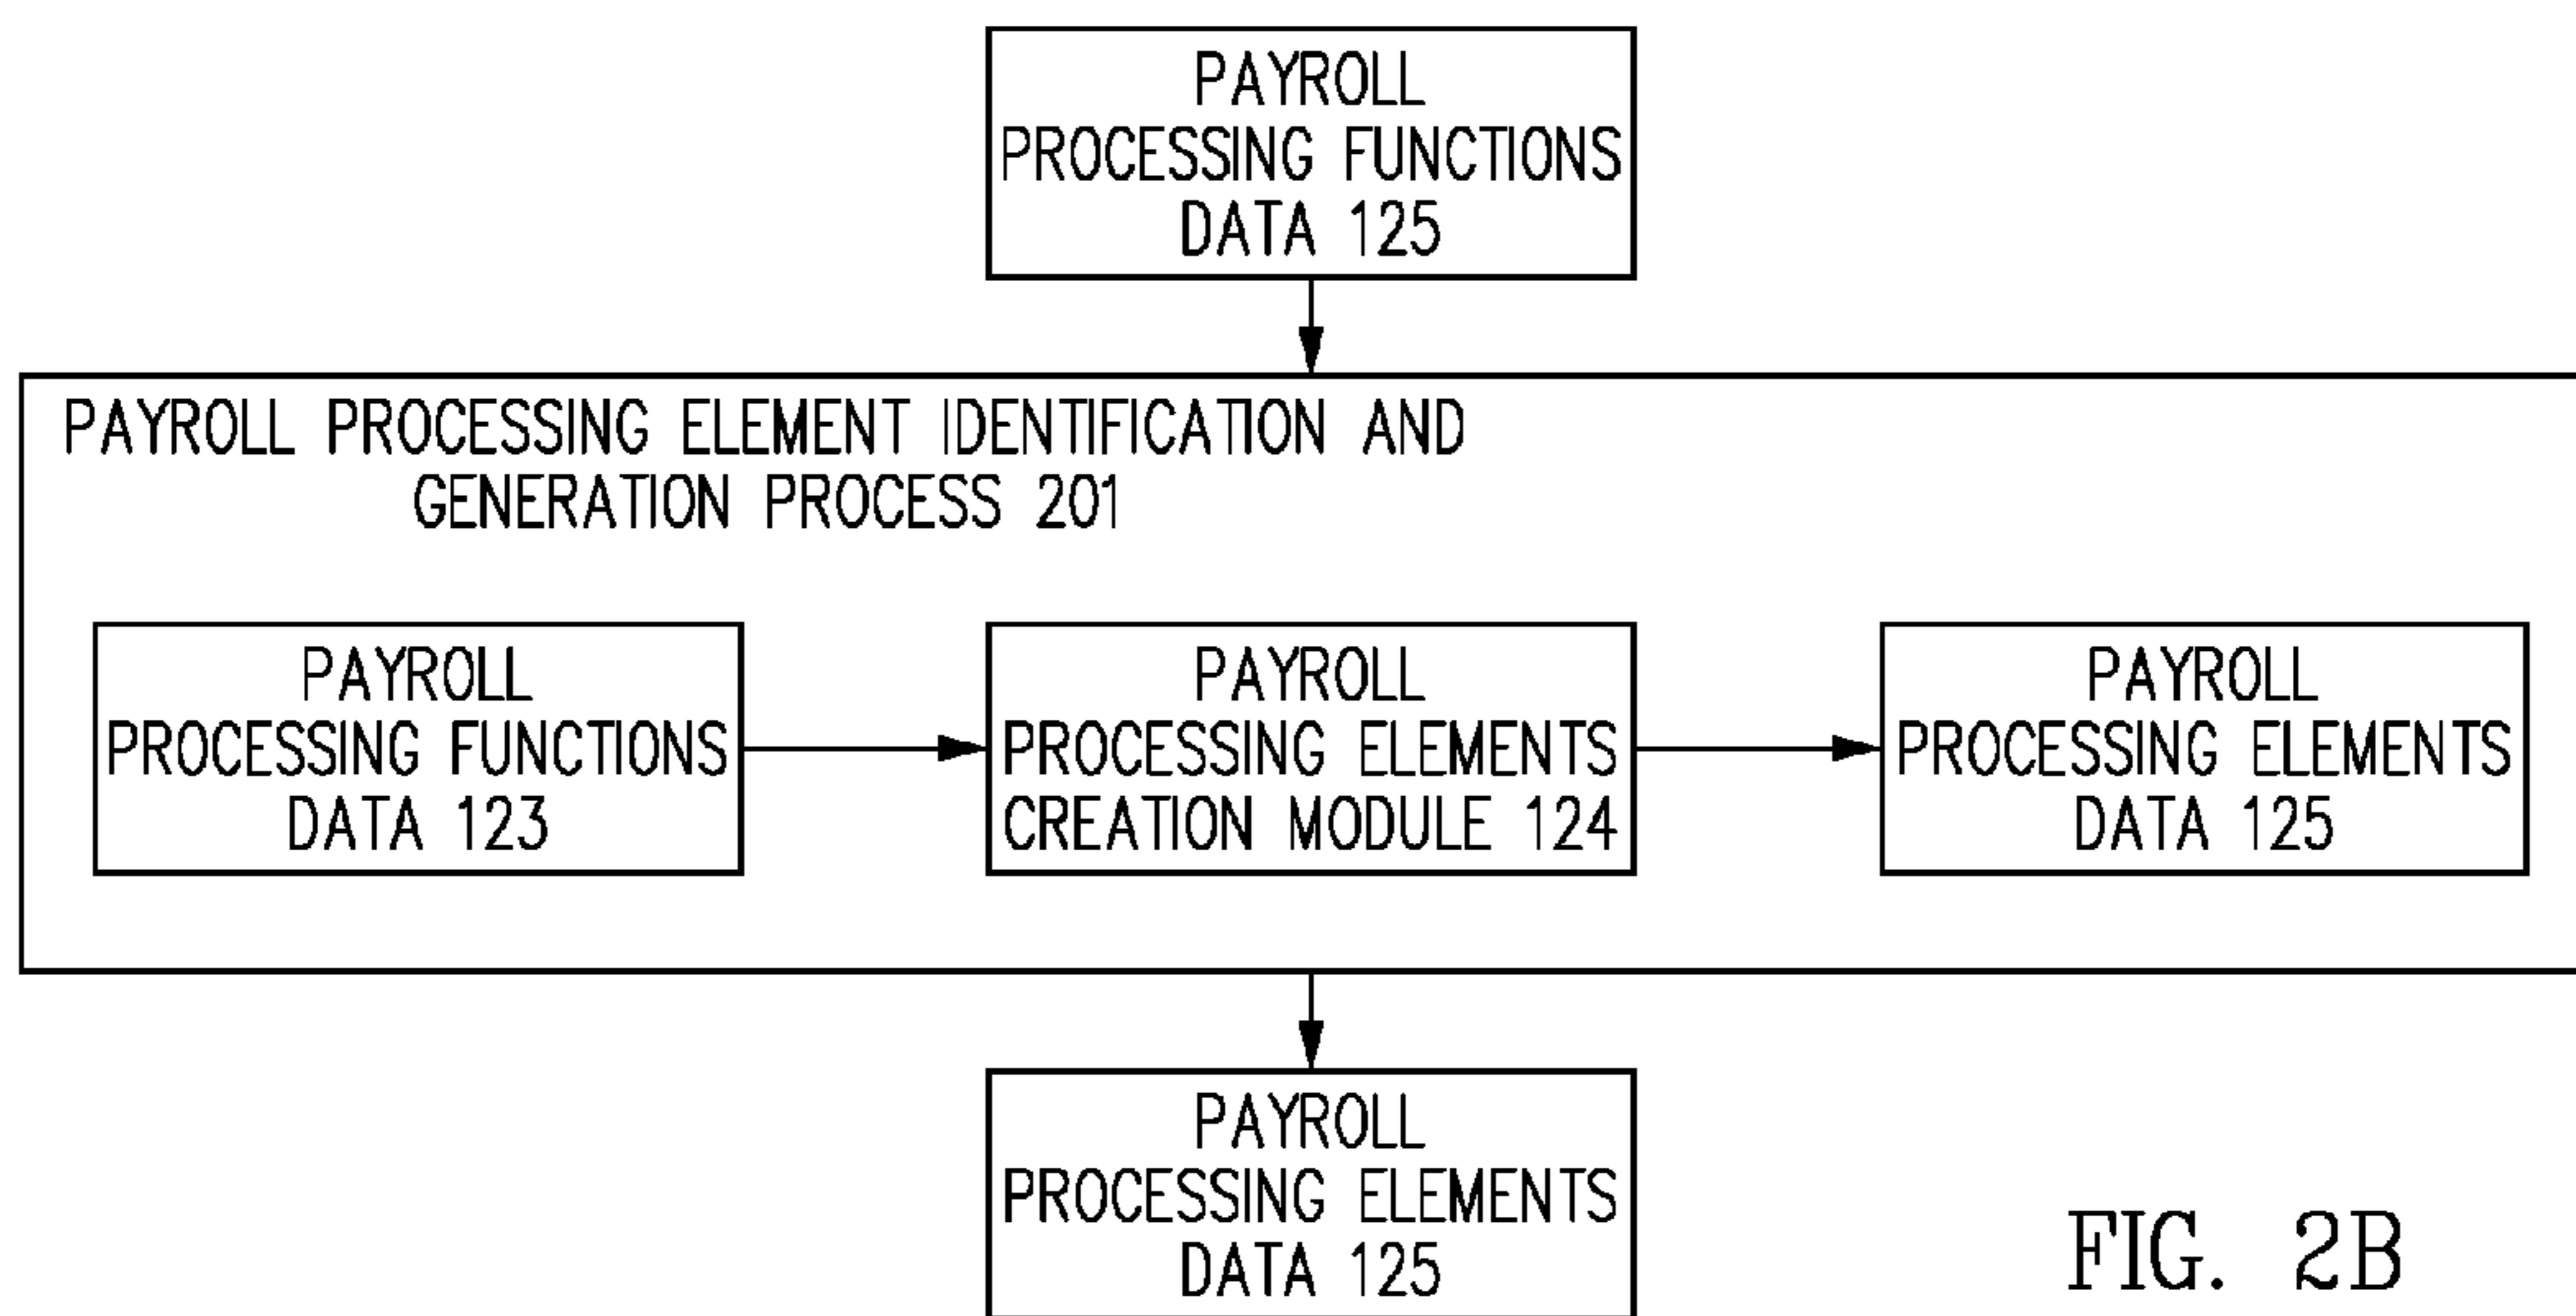 PAYROLL
PROCESSING FUNCTIONS
DATA 125
PAYROLL PROCESSING ELEMENT IDENTIFICATION AND
GENERATION PROCESS 201
PAYROLL
PROCESSING FUNCTIONS
DATA 123
PAYROLL
PROCESSING ELEMENTS
CREATION MODULE 124
PAYROLL
PROCESSING ELEMENTS
DATA 125
PAYROLL
PROCESSING ELEMENTS
DATA 125
FIG. 2B